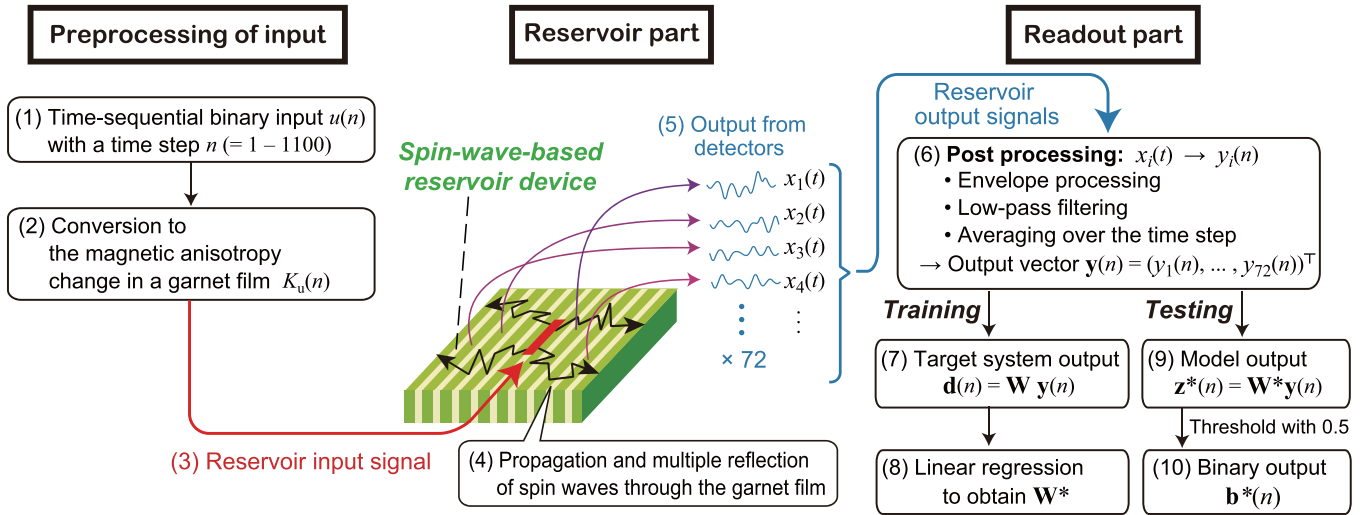 Preprocessing of input
(1) Time-sequential binary input u(n)
with a time step n (= 1 – 1100)
(2) Conversion to
the magnetic anisotropy
change in a garnet film Ku(n)
(3) Reservoir input signal
Reservoir part
Spin-wave-based
reservoir device
(4) Propagation and multiple reflection
of spin waves through the garnet film
(5) Output from
detectors
x1(t)
x2(t)
x3(t)
x4(t)
× 72
Readout part
Reservoir
output signals
(6) Post processing: xi(t) → yi(n)
• Envelope processing
• Low-pass filtering
• Averaging over the time step
→ Output vector y(n) = (y1(n), ... , y72(n))⊤
Training
(7) Target system output
d(n) = W y(n)
(8) Linear regression
to obtain W*
Testing
(9) Model output
z*(n) = W*y(n)
Threshold with 0.5
(10) Binary output
b*(n)